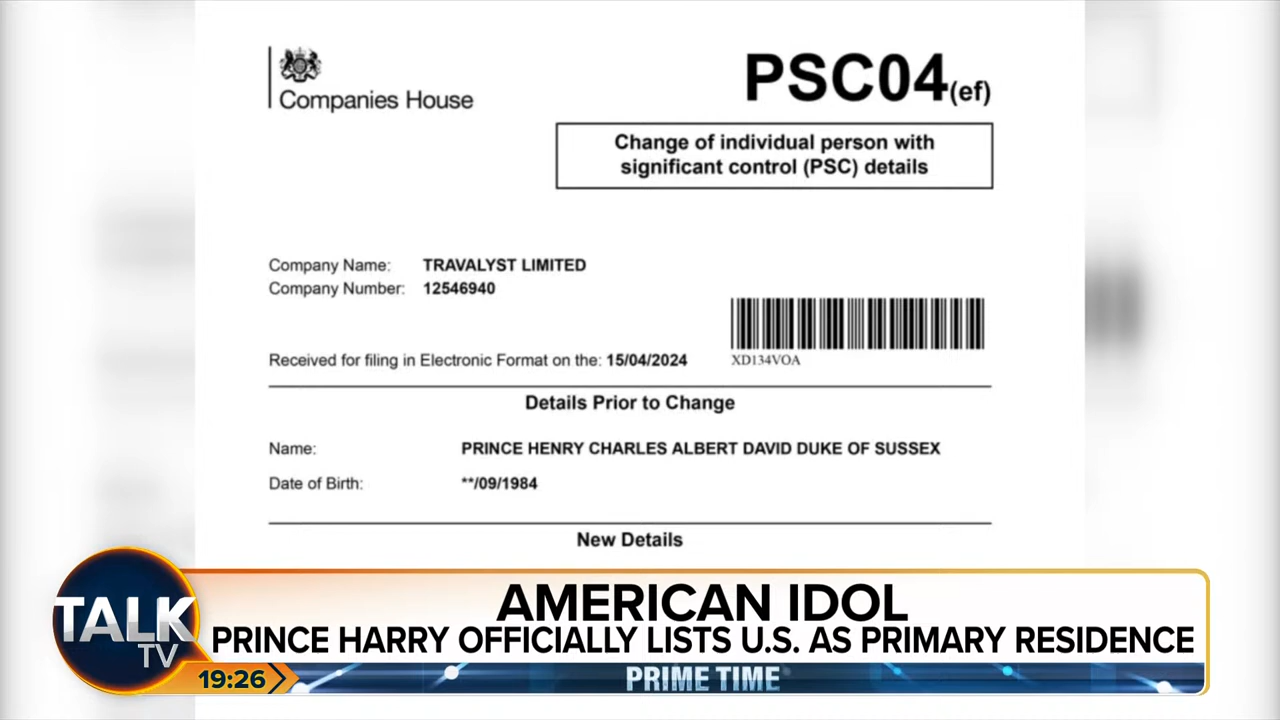 Companies House
PSC04(ef)
Change of individual person with
significant control (PSC) details
Company Name: TRAVALYST LIMITED
Company Number: 12546940
Received for filing in Electronic Format on the: 15/04/2024
XD134VOA
Details Prior to Change
Name: PRINCE HENRY CHARLES ALBERT DAVID DUKE OF SUSSEX
Date of Birth: **/09/1984
New Details
TALK
TV
AMERICAN IDOL
PRINCE HARRY OFFICIALLY LISTS U.S. AS PRIMARY RESIDENCE
19:26
PRIME TIME